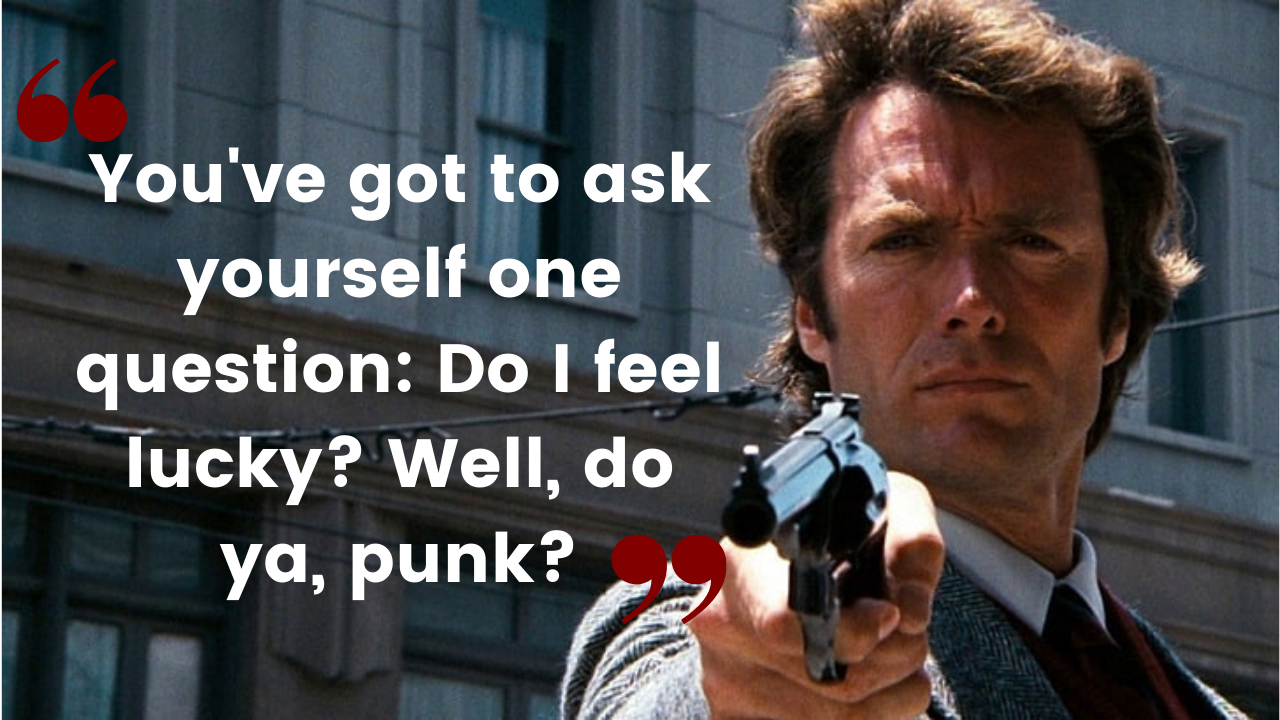 You've got to ask
yourself one
question: Do I feel
lucky? Well, do
ya, punk?